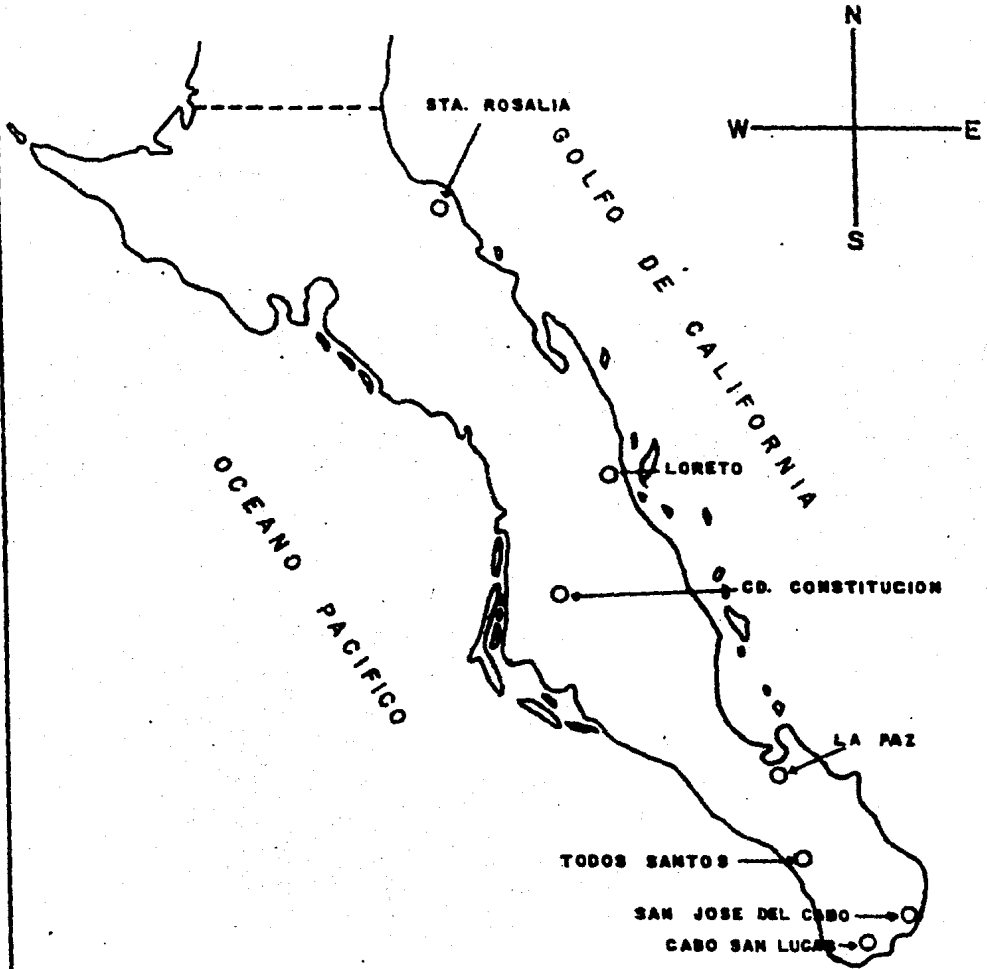 N
STA. ROSALIA
W E
S
GOLFO DE CALIFORNIA
OCEANO PACIFICO
LORETO
CD. CONSTITUCION
LA PAZ
TODOS SANTOS
SAN JOSE DEL CABO
CABO SAN LUCAS